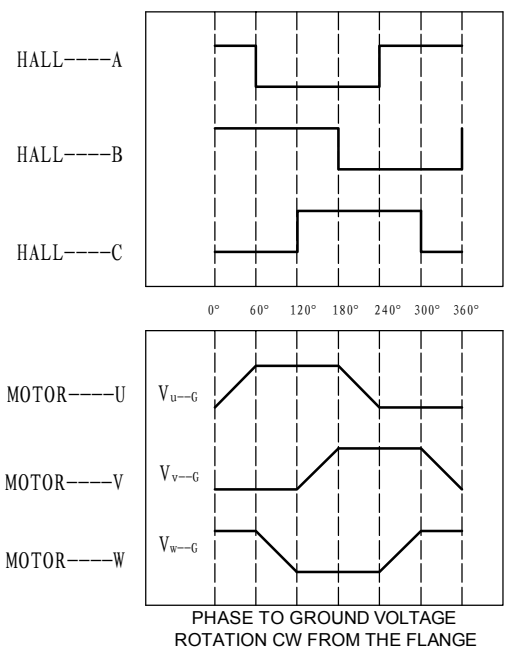 HALL----A
HALL----B
HALL----C
0° 60° 120° 180° 240° 300° 360°
MOTOR----U Vu--G
MOTOR----V Vv--G
MOTOR----W Vw--G
PHASE TO GROUND VOLTAGE
ROTATION CW FROM THE FLANGE